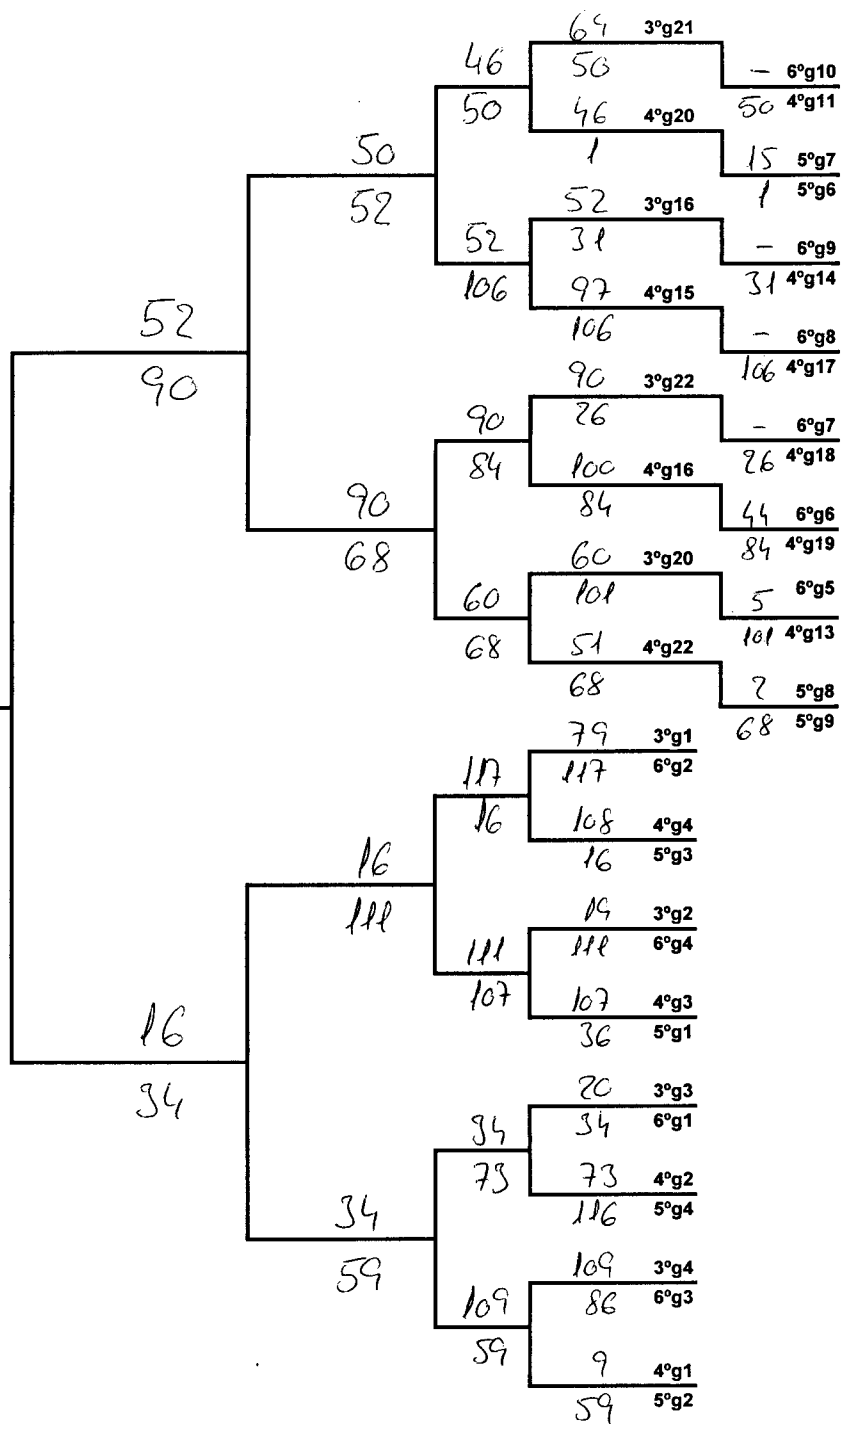 64 3ºg21
46 50 - 6ºg10
50 46 4ºg20 50 4ºg11
50 1 15 5ºg7
52 52 3ºg16 1 5ºg6
52 31 - 6ºg9
106 97 4ºg15 31 4ºg14
52 106 - 6ºg8
90 90 3ºg22 106 4ºg17
90 26 - 6ºg7
84 100 4ºg16 26 4ºg18
90 84 44 6ºg6
68 60 3ºg20 84 4ºg19
60 101 5 6ºg5
68 51 4ºg22 101 4ºg13
68 2 5ºg8
79 3ºg1 68 5ºg9
117 117 6ºg2
16 108 4ºg4
16 16 5ºg3
111 19 3ºg2
111 111 6ºg4
107 107 4ºg3
16 36 5ºg1
34 20 3ºg3
34 34 6ºg1
73 73 4ºg2
34 116 5ºg4
59 109 3ºg4
109 86 6ºg3
59 9 4ºg1
59 5ºg2